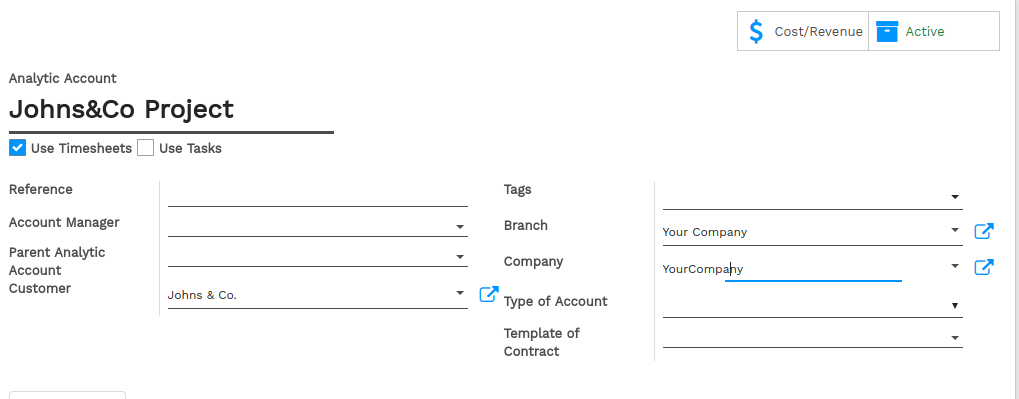 Cost/Revenue
Active
Analytic Account
Johns&Co Project
Use Timesheets
Use Tasks
Reference
Account Manager
Parent Analytic
Account
Customer
Johns & Co.
Tags
Branch
Your Company
Company
YourCompany
Type of Account
Template of
Contract